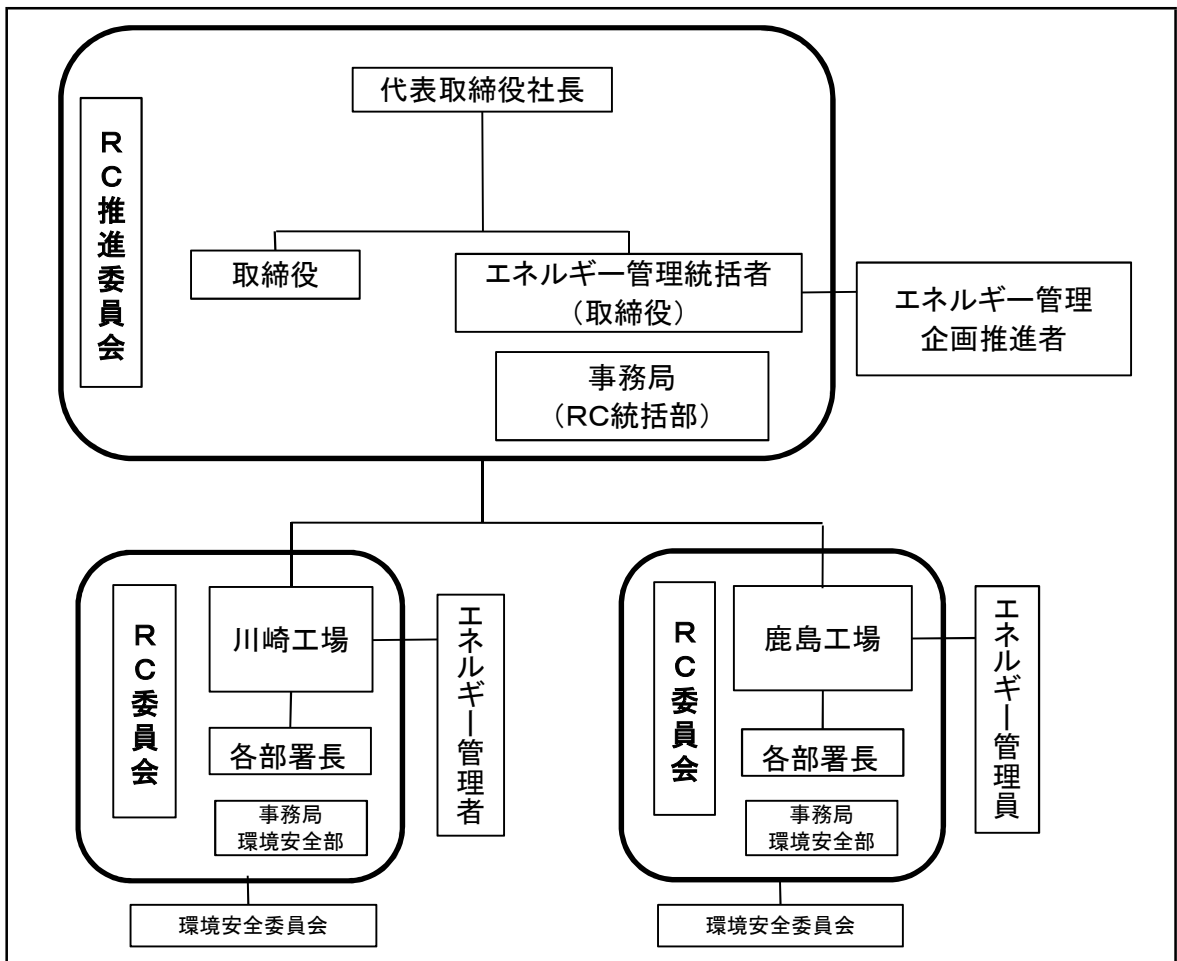 代表取締役社長
RC推進委員会
取締役
エネルギー管理統括者
（取締役）
エネルギー管理
企画推進者
事務局
（RC統括部）
RC委員会
川崎工場
エネルギー管理者
各部署長
事務局
環境安全部
環境安全委員会
RC委員会
鹿島工場
エネルギー管理員
各部署長
事務局
環境安全部
環境安全委員会